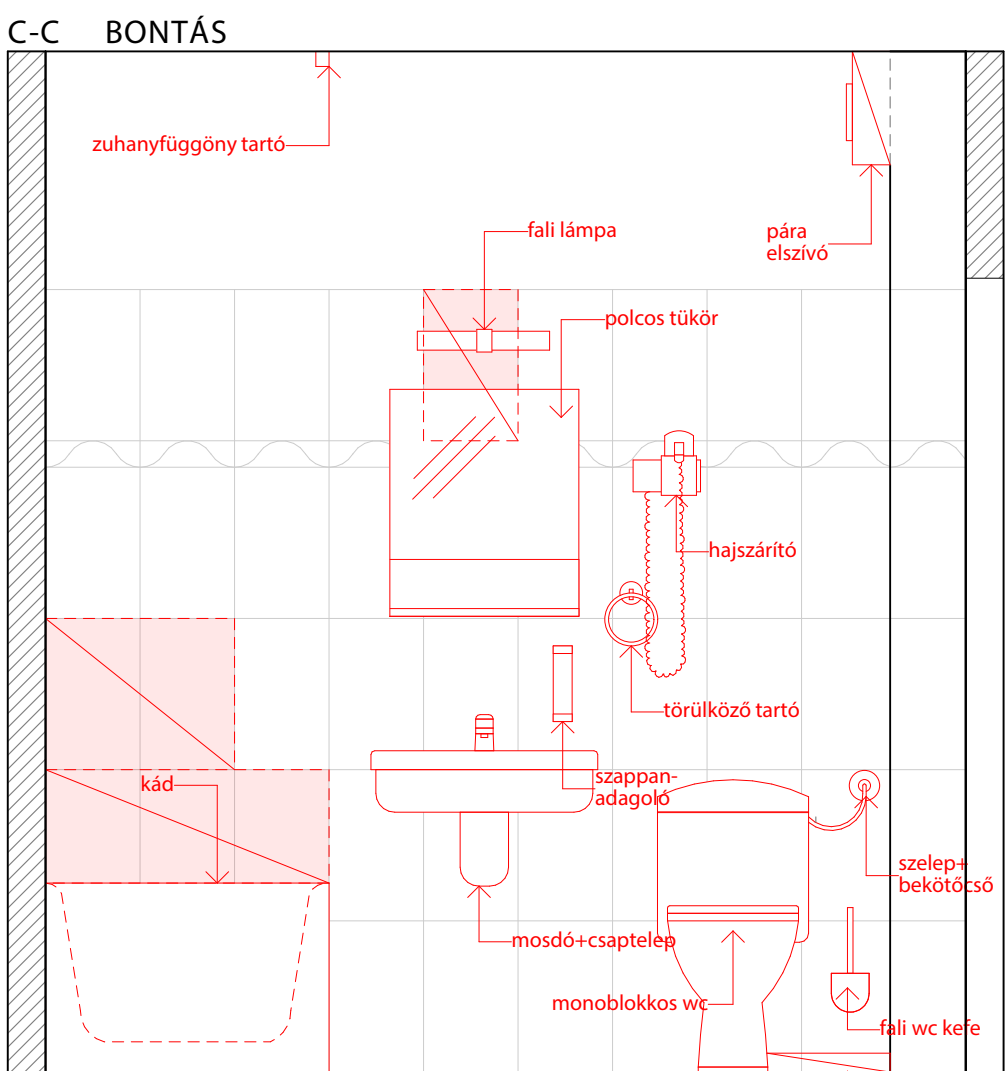 C-C BONTÁS
zuhanyfüggöny tartó
fali lámpa
pára
elszívó
polcos tükör
hajszárító
törülköző tartó
kád
szappan-
adagoló
szelep+
bekötőcső
mosdó+csaptelep
monoblokkos wc
fali wc kefe